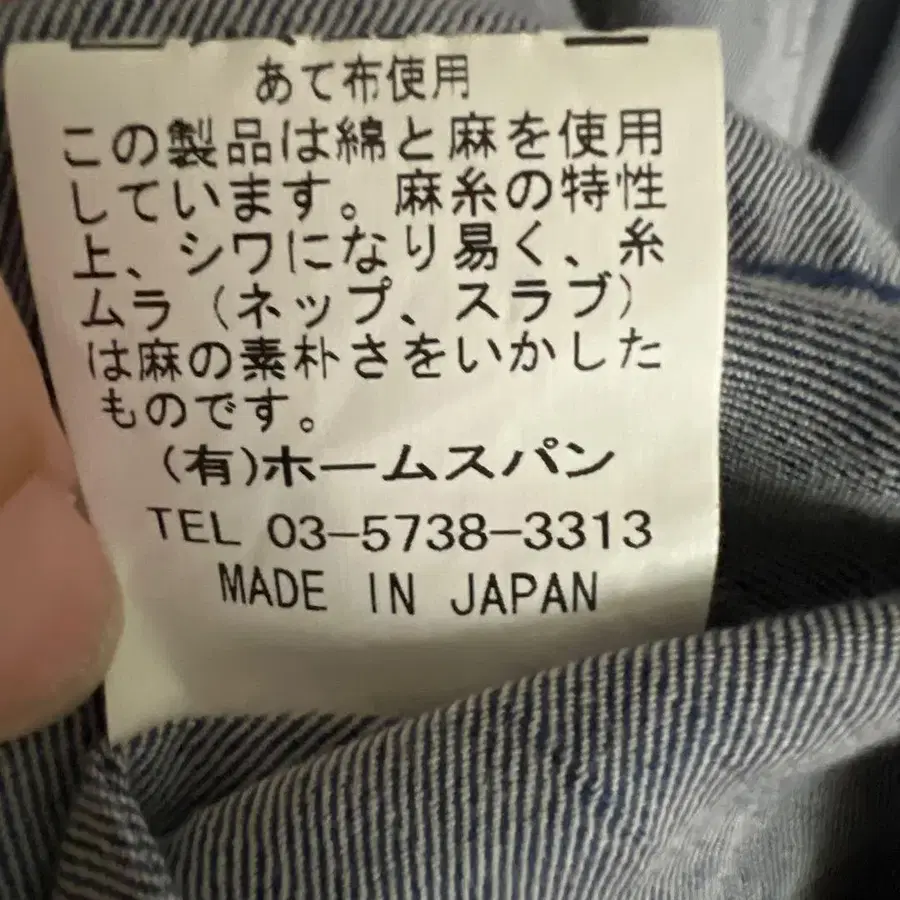 あて布使用
この製品は綿と麻を使用
しています。麻糸の特性
上、シワになり易く、糸
ムラ（ネップ、スラブ）
は麻の素朴さをいかした
ものです。
(有)ホームスパン
TEL 03-5738-3313
MADE IN JAPAN